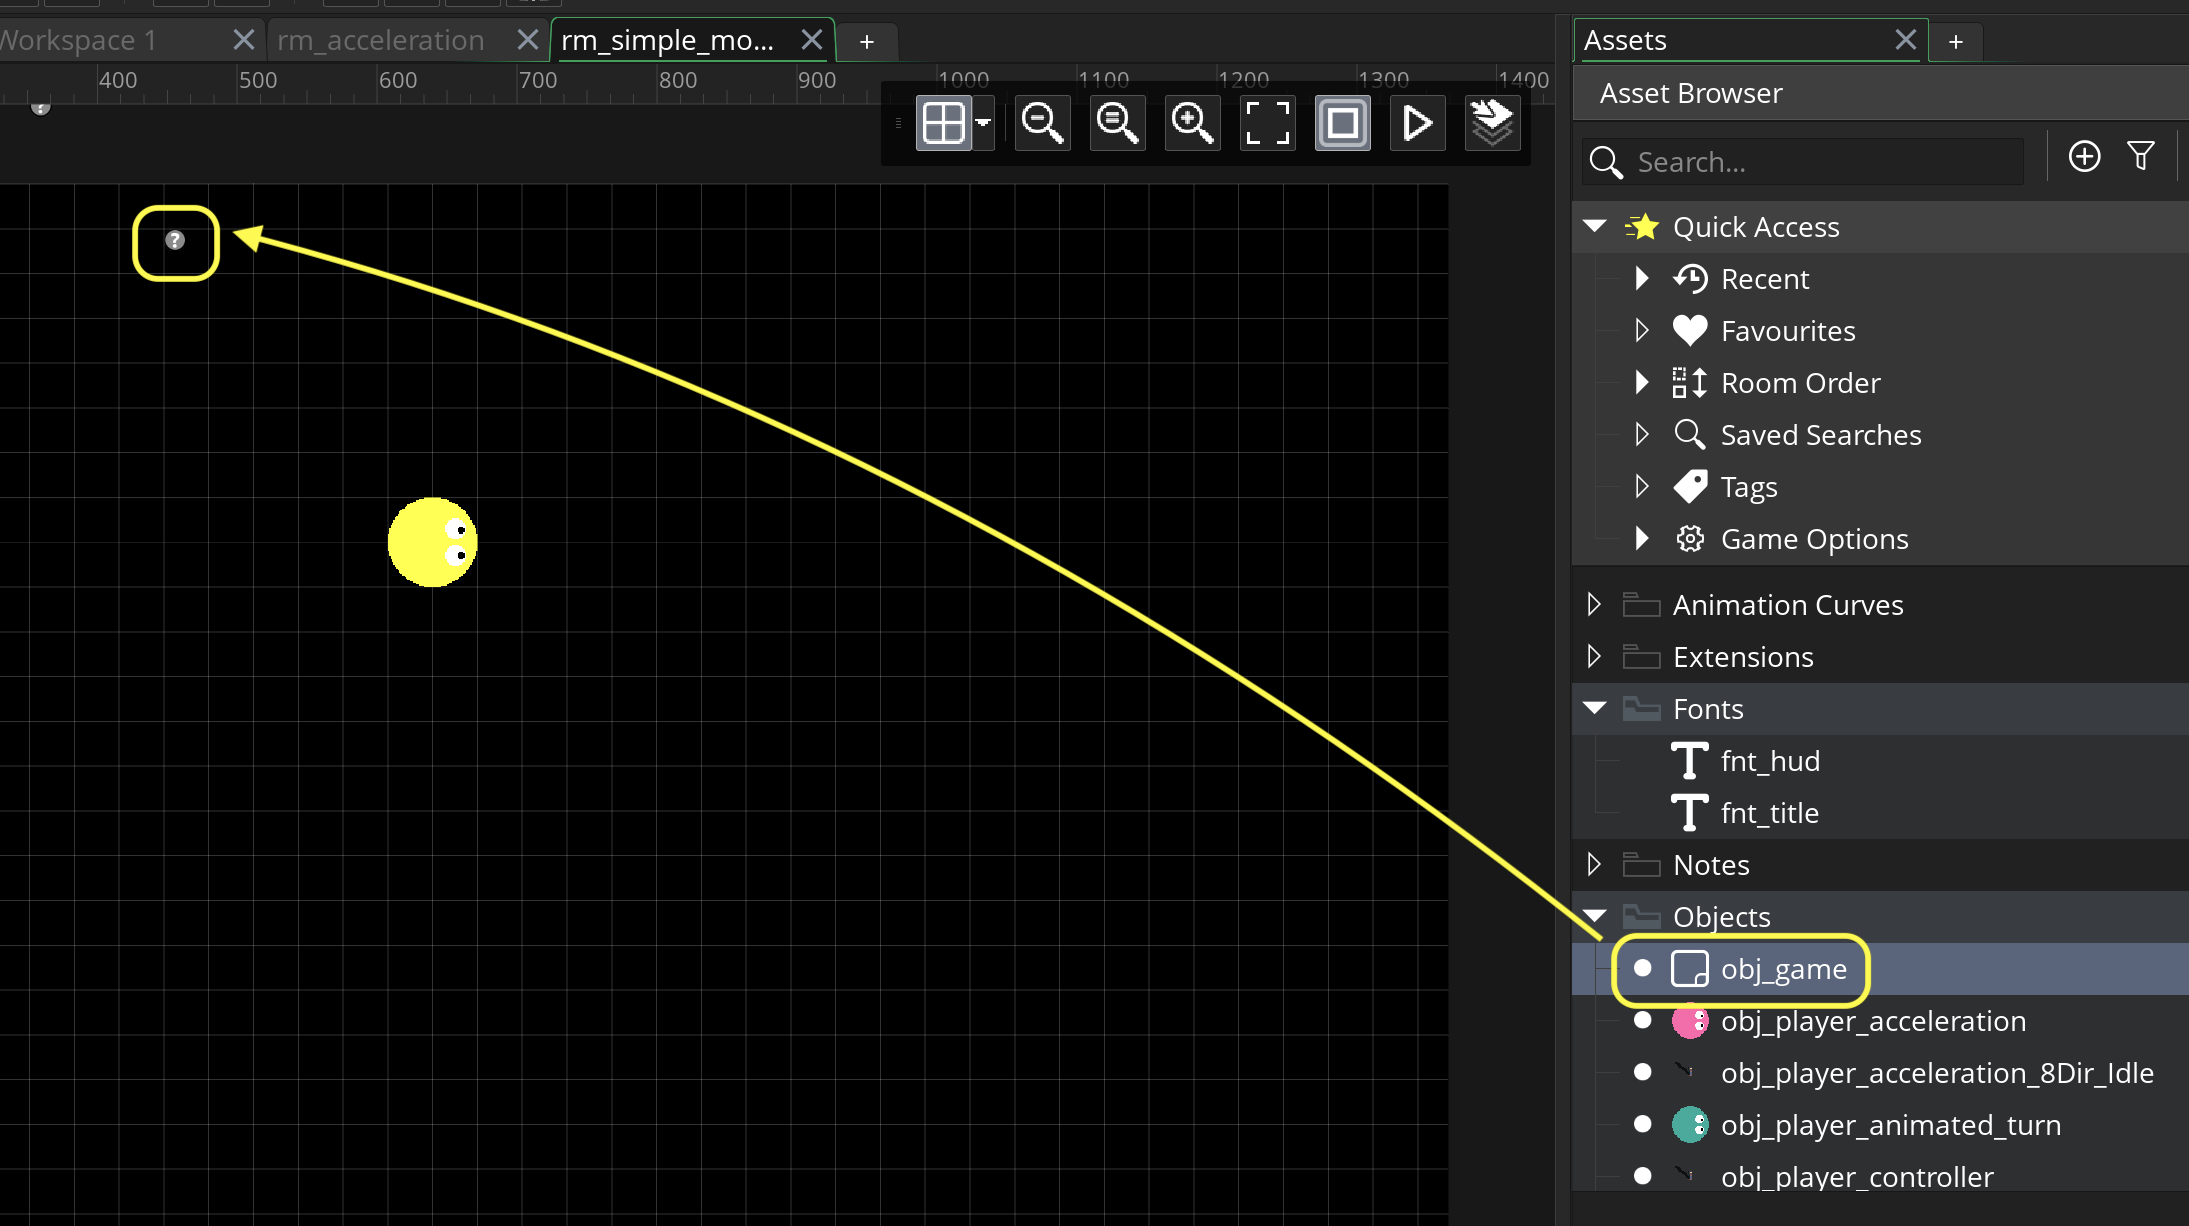 Workspace 1
rm_acceleration
rm_simple_mo...
+
400 500 600 700 800 900 1000 1100 1200 1300 1400
?
?
Assets
+
Asset Browser
Search...
Quick Access
Recent
Favourites
Room Order
Saved Searches
Tags
Game Options
Animation Curves
Extensions
Fonts
fnt_hud
fnt_title
Notes
Objects
obj_game
obj_player_acceleration
obj_player_acceleration_8Dir_Idle
obj_player_animated_turn
obj_player_controller